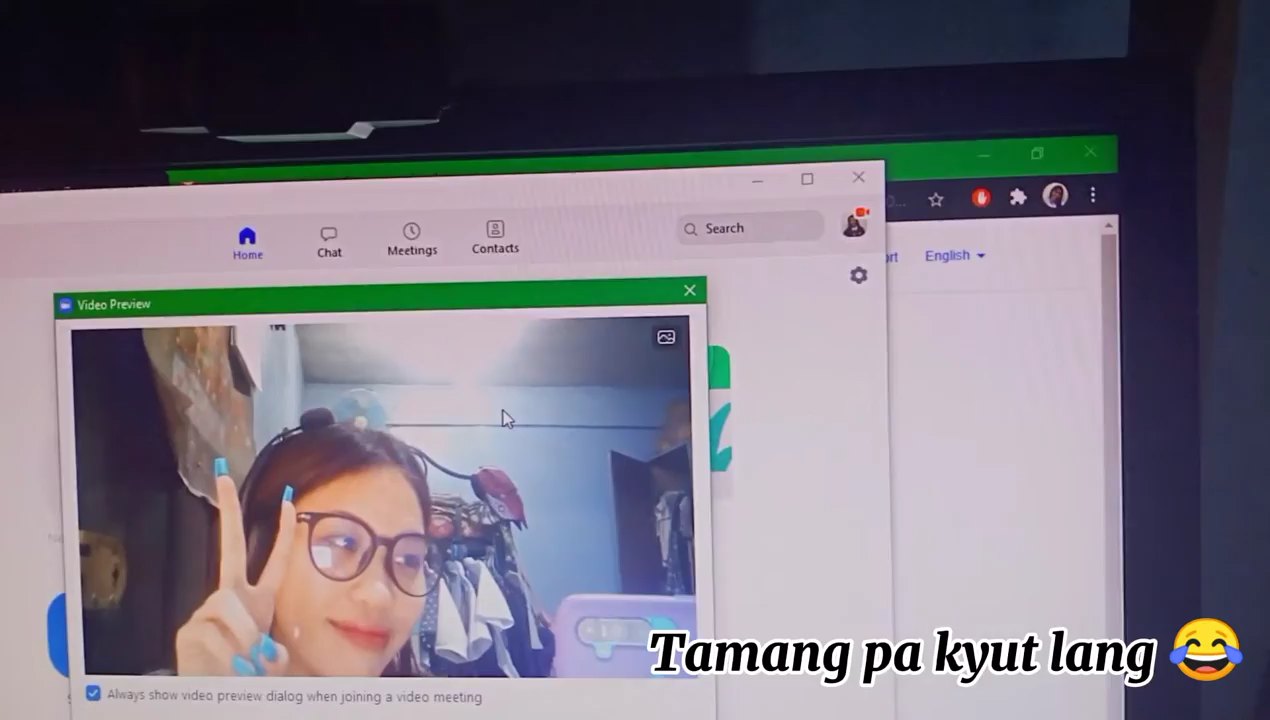 Home
Chat
Meetings
Contacts
Search
English
Video Preview
Tamang pa kyut lang 😂
Always show video preview dialog when joining a video meeting